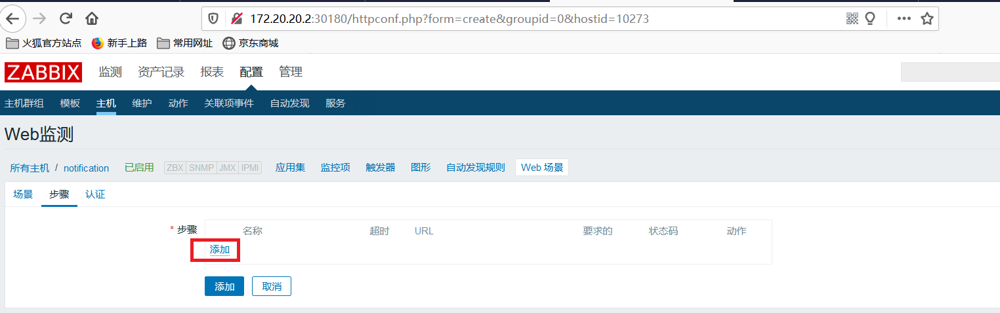 172.20.20.2:30180/httpconf.php?form=create&groupid=0&hostid=10273
火狐官方站点 新手上路 常用网址 京东商城
ZABBIX 监测 资产记录 报表 配置 管理
主机群组 模板 主机 维护 动作 关联项事件 自动发现 服务
Web监测
所有主机 / notification 已启用 ZBX SNMP JMX IPMI 应用集 监控项 触发器 图形 自动发现规则 Web 场景
场景 步骤 认证
* 步骤 名称 超时 URL 要求的 状态码 动作
添加
添加 取消